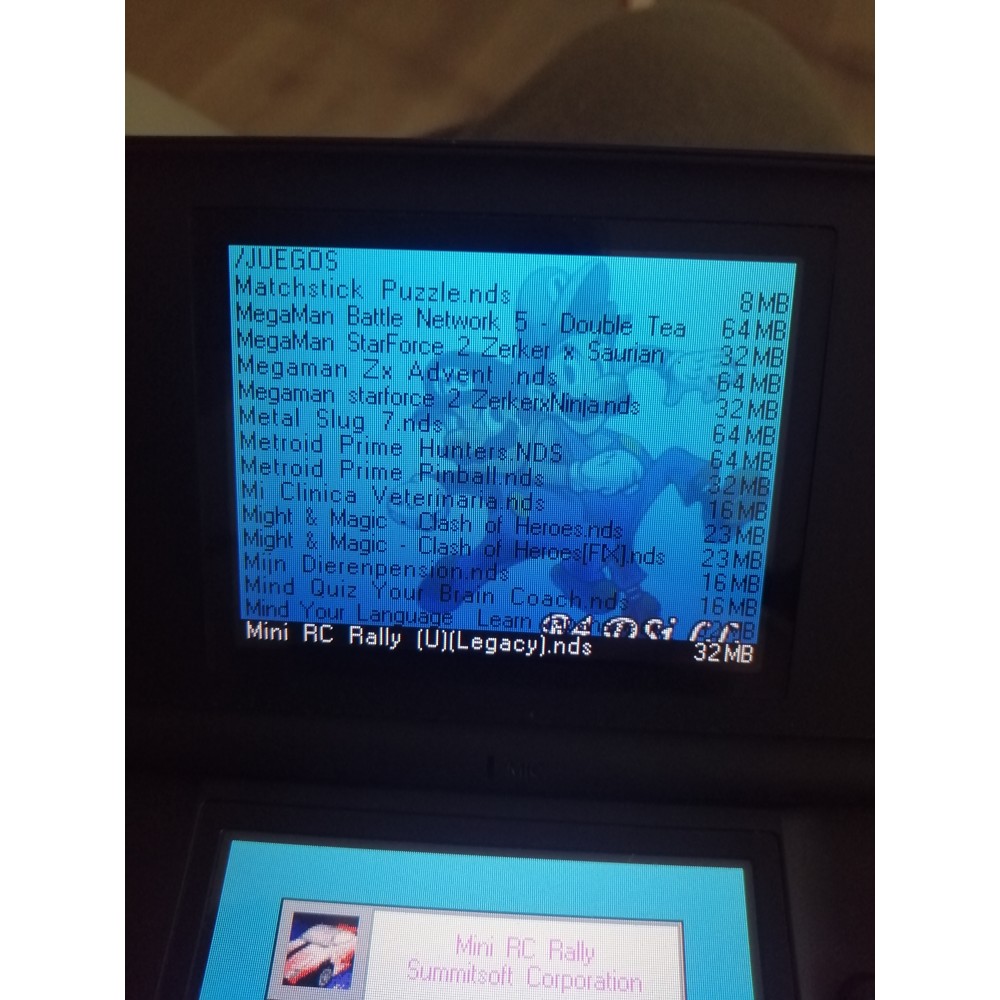 /JUEGOS
Matchstick Puzzle.nds 8MB
MegaMan Battle Network 5 - Double Tea 64MB
MegaMan StarForce 2 Zerker x Saurian 32MB
Megaman Zx Advent .nds 64MB
Megaman starforce 2 ZerkerxNinja.nds 32MB
Metal Slug 7.nds 64MB
Metroid Prime Hunters.NDS 64MB
Metroid Prime Pinball.nds 32MB
Mi Clinica Veterinaria.nds 16MB
Might & Magic - Clash of Heroes.nds 23MB
Might & Magic - Clash of Heroes[FIX].nds 23MB
Mijn Dierenpension.nds 16MB
Mind Quiz Your Brain Coach.nds 16MB
Mind Your Language Learn
Mini RC Rally (U)(Legacy).nds 32MB
Mini RC Rally
Summitsoft Corporation